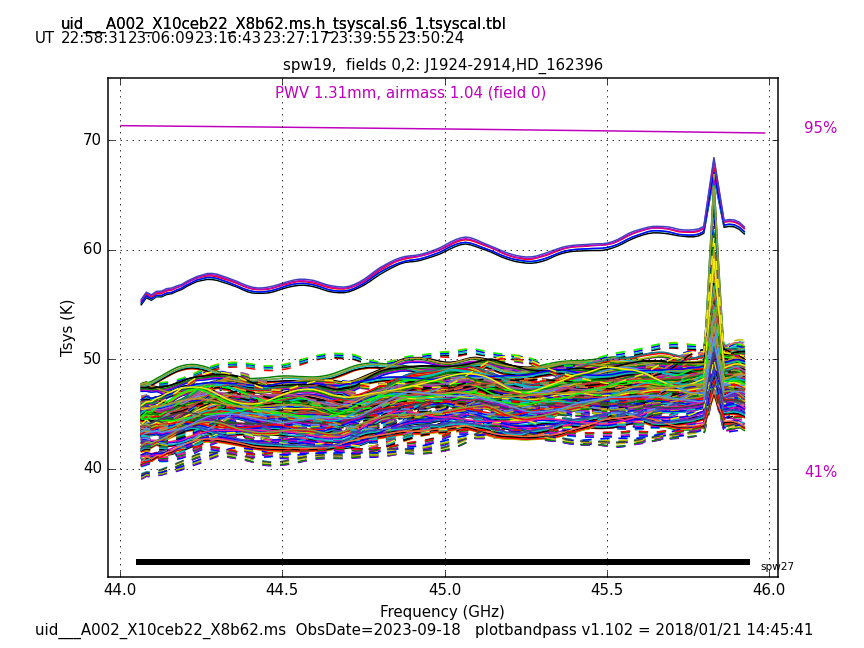 uid___A002_X10ceb22_X8b62.ms.h_tsyscal.s6_1.tsyscal.tbl
UT 22:58:31 23:06:09 23:16:43 23:27:17 23:39:55 23:50:24
spw19, fields 0,2: J1924-2914,HD_162396
PWV 1.31mm, airmass 1.04 (field 0)
95%
70
60
Tsys (K)
50
41%
40
spw27
44.0 44.5 45.0 45.5 46.0
Frequency (GHz)
uid___A002_X10ceb22_X8b62.ms ObsDate=2023-09-18 plotbandpass v1.102 = 2018/01/21 14:45:41